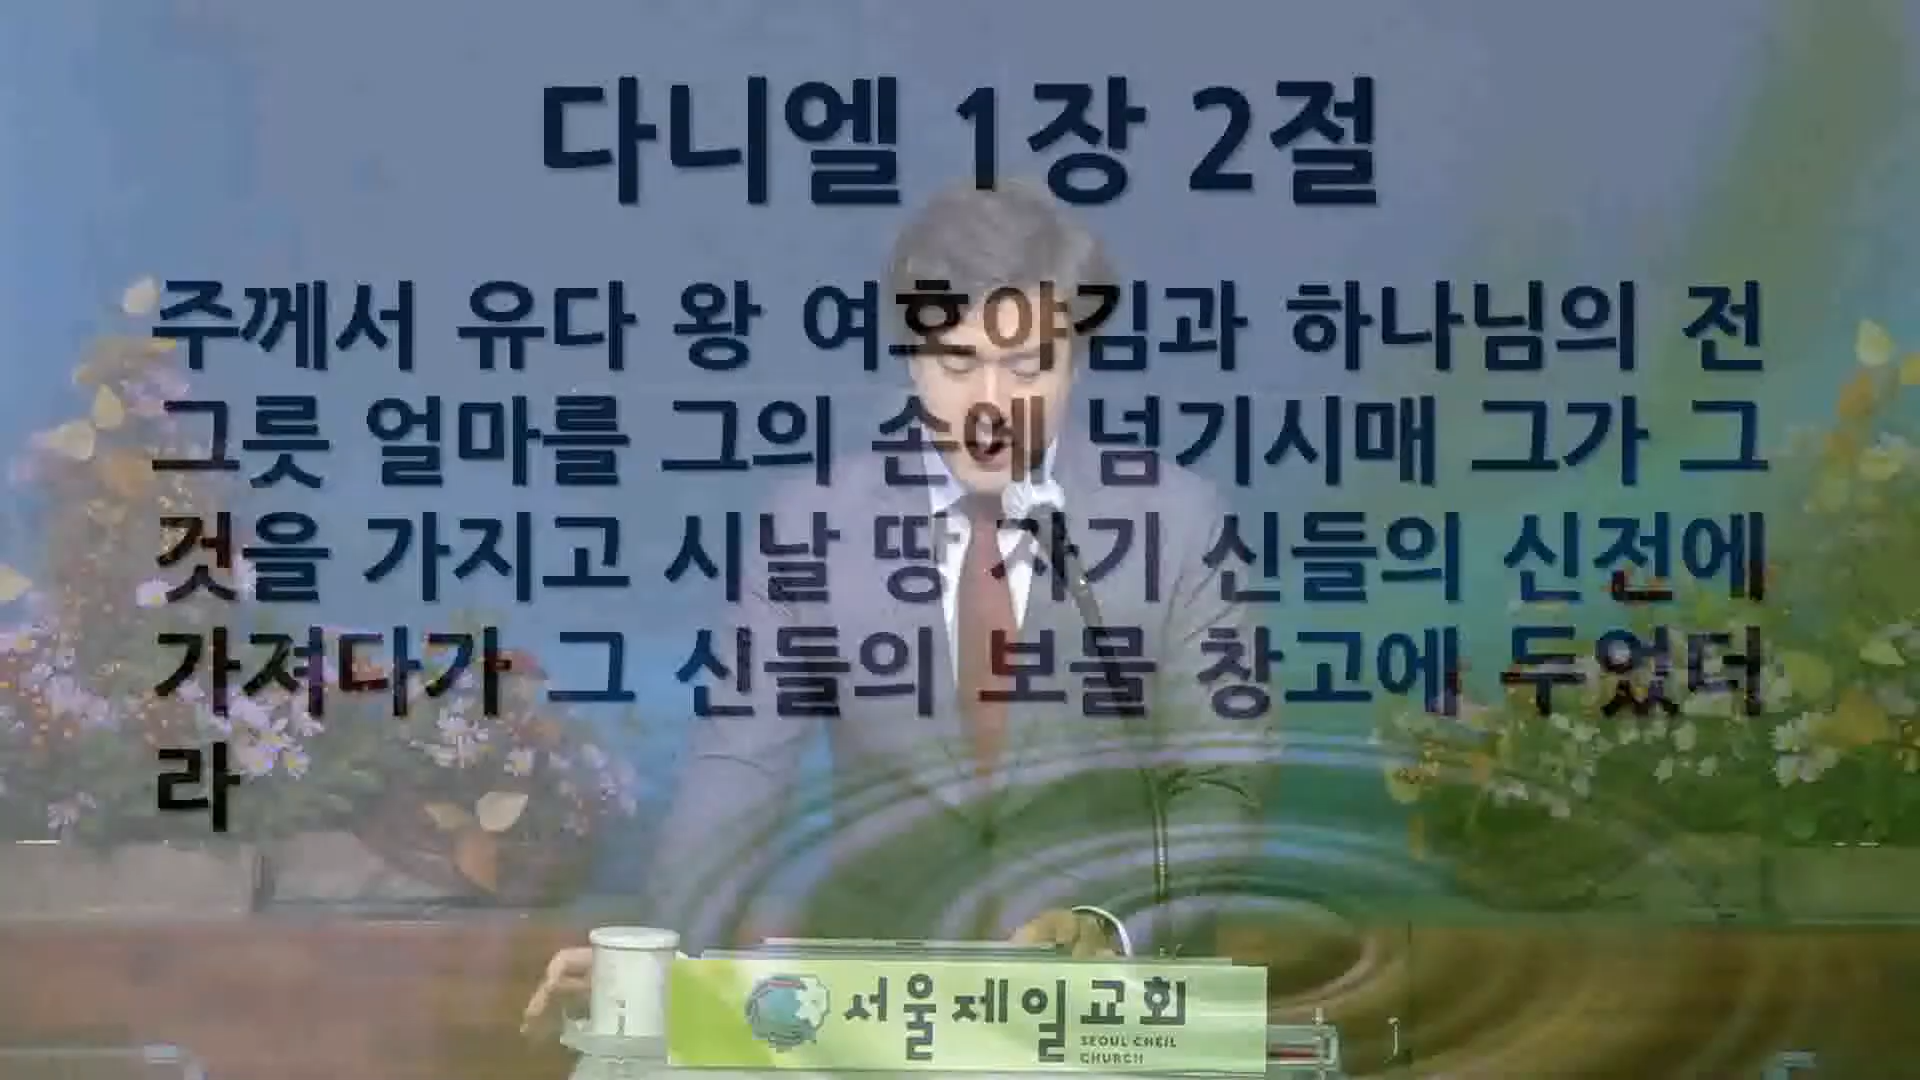 다니엘 1장 2절
주께서 유다 왕 여호야김과 하나님의 전
그릇 얼마를 그의 손에 넘기시매 그가 그
것을 가지고 시날 땅 자기 신들의 신전에
가져다가 그 신들의 보물 창고에 두었더
라
서울제일교회
SEOUL CHEIL
CHURCH